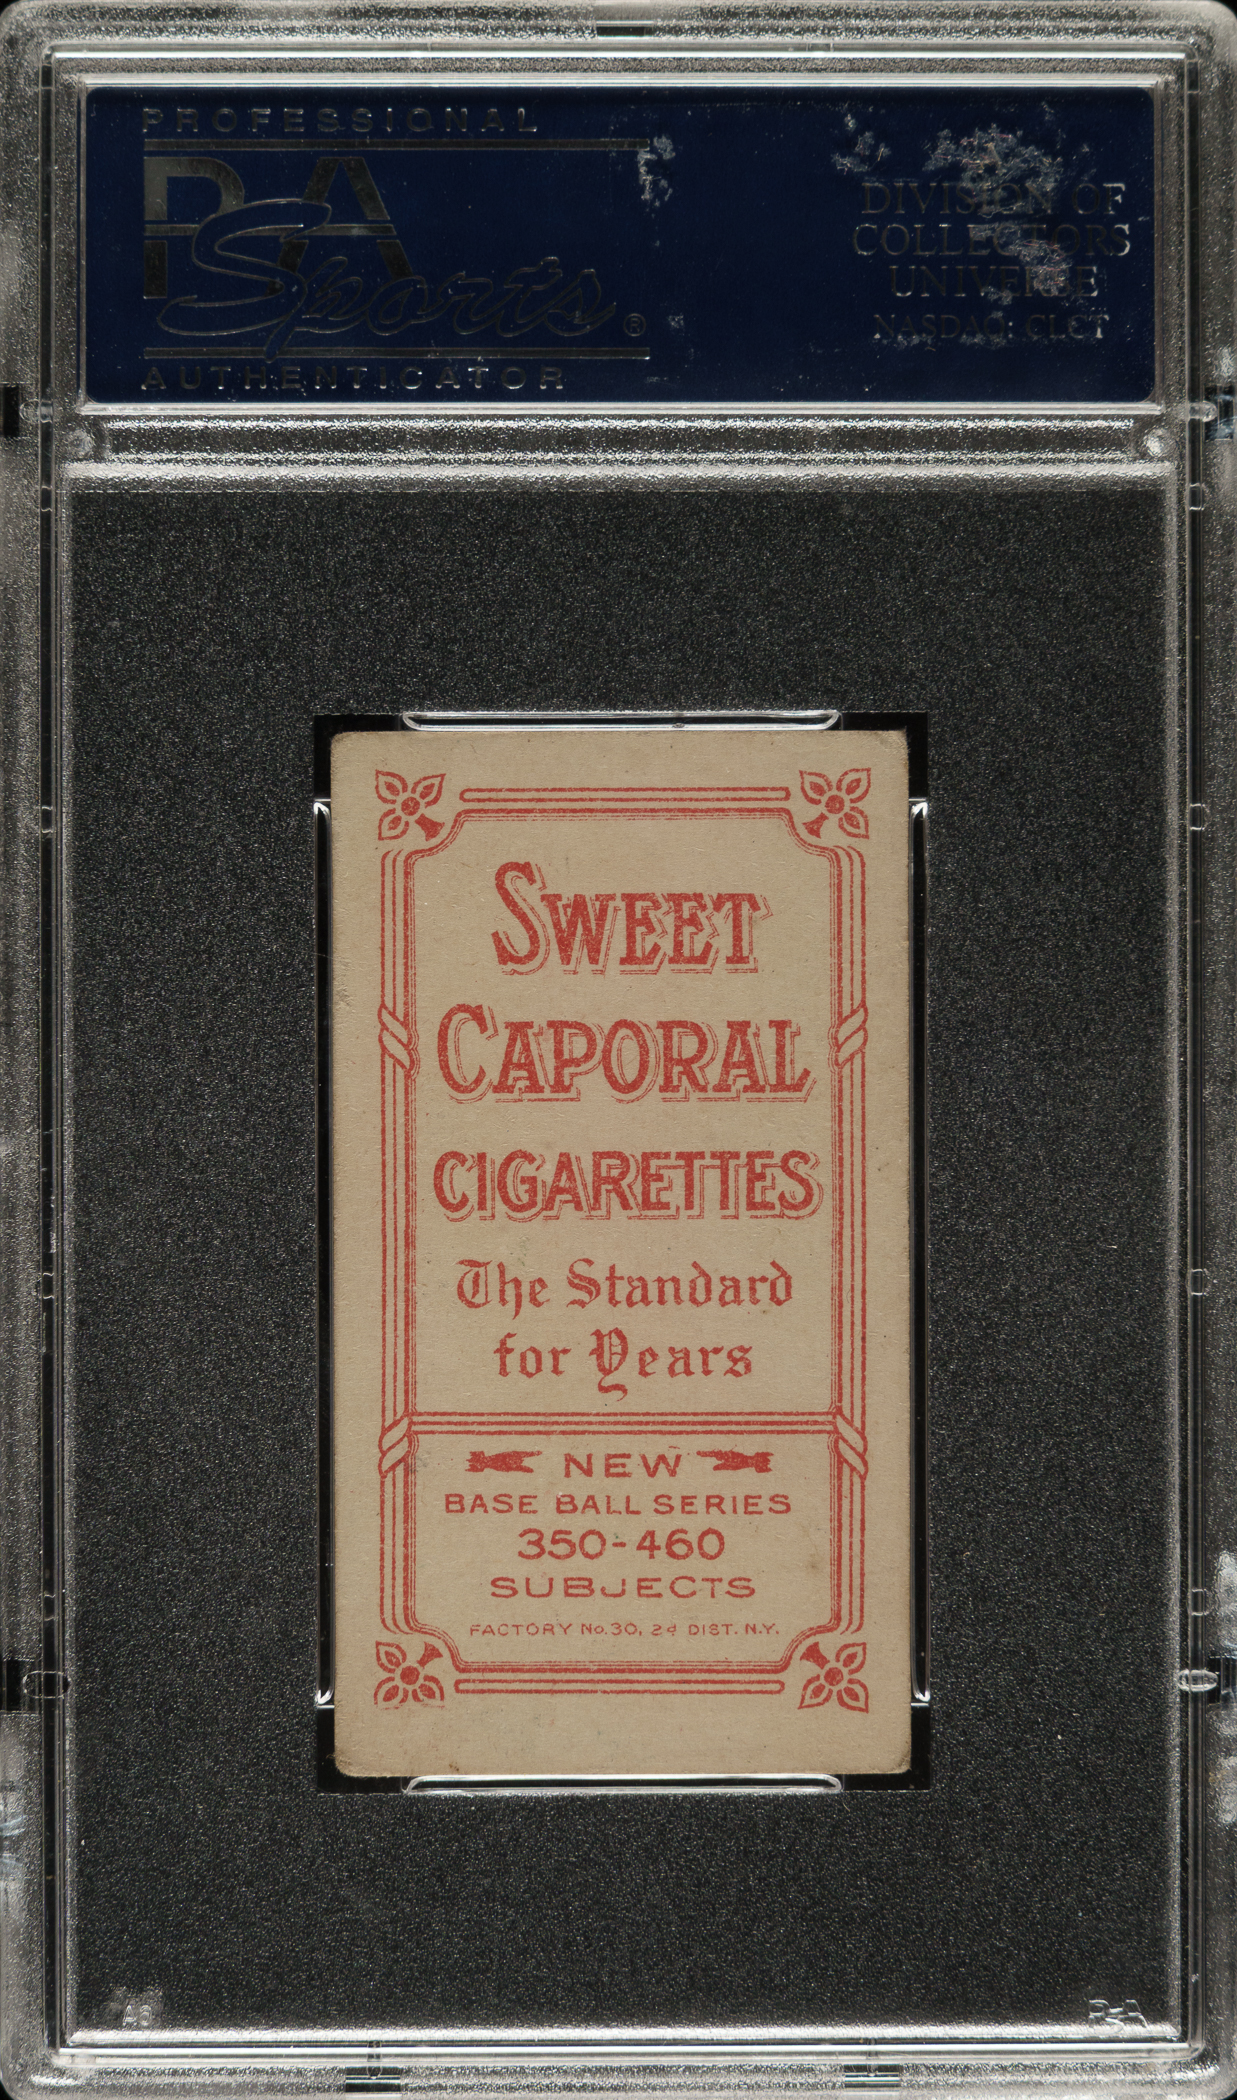 PROFESSIONAL
PSA
Sports®
AUTHENTICATOR
DIVISION OF
COLLECTORS
UNIVERSE
NASDAQ: CLCT
SWEET
CAPORAL
CIGARETTES
The Standard
for Years
NEW
BASE BALL SERIES
350-460
SUBJECTS
FACTORY No. 30, 2d DIST. N.Y.
PSA